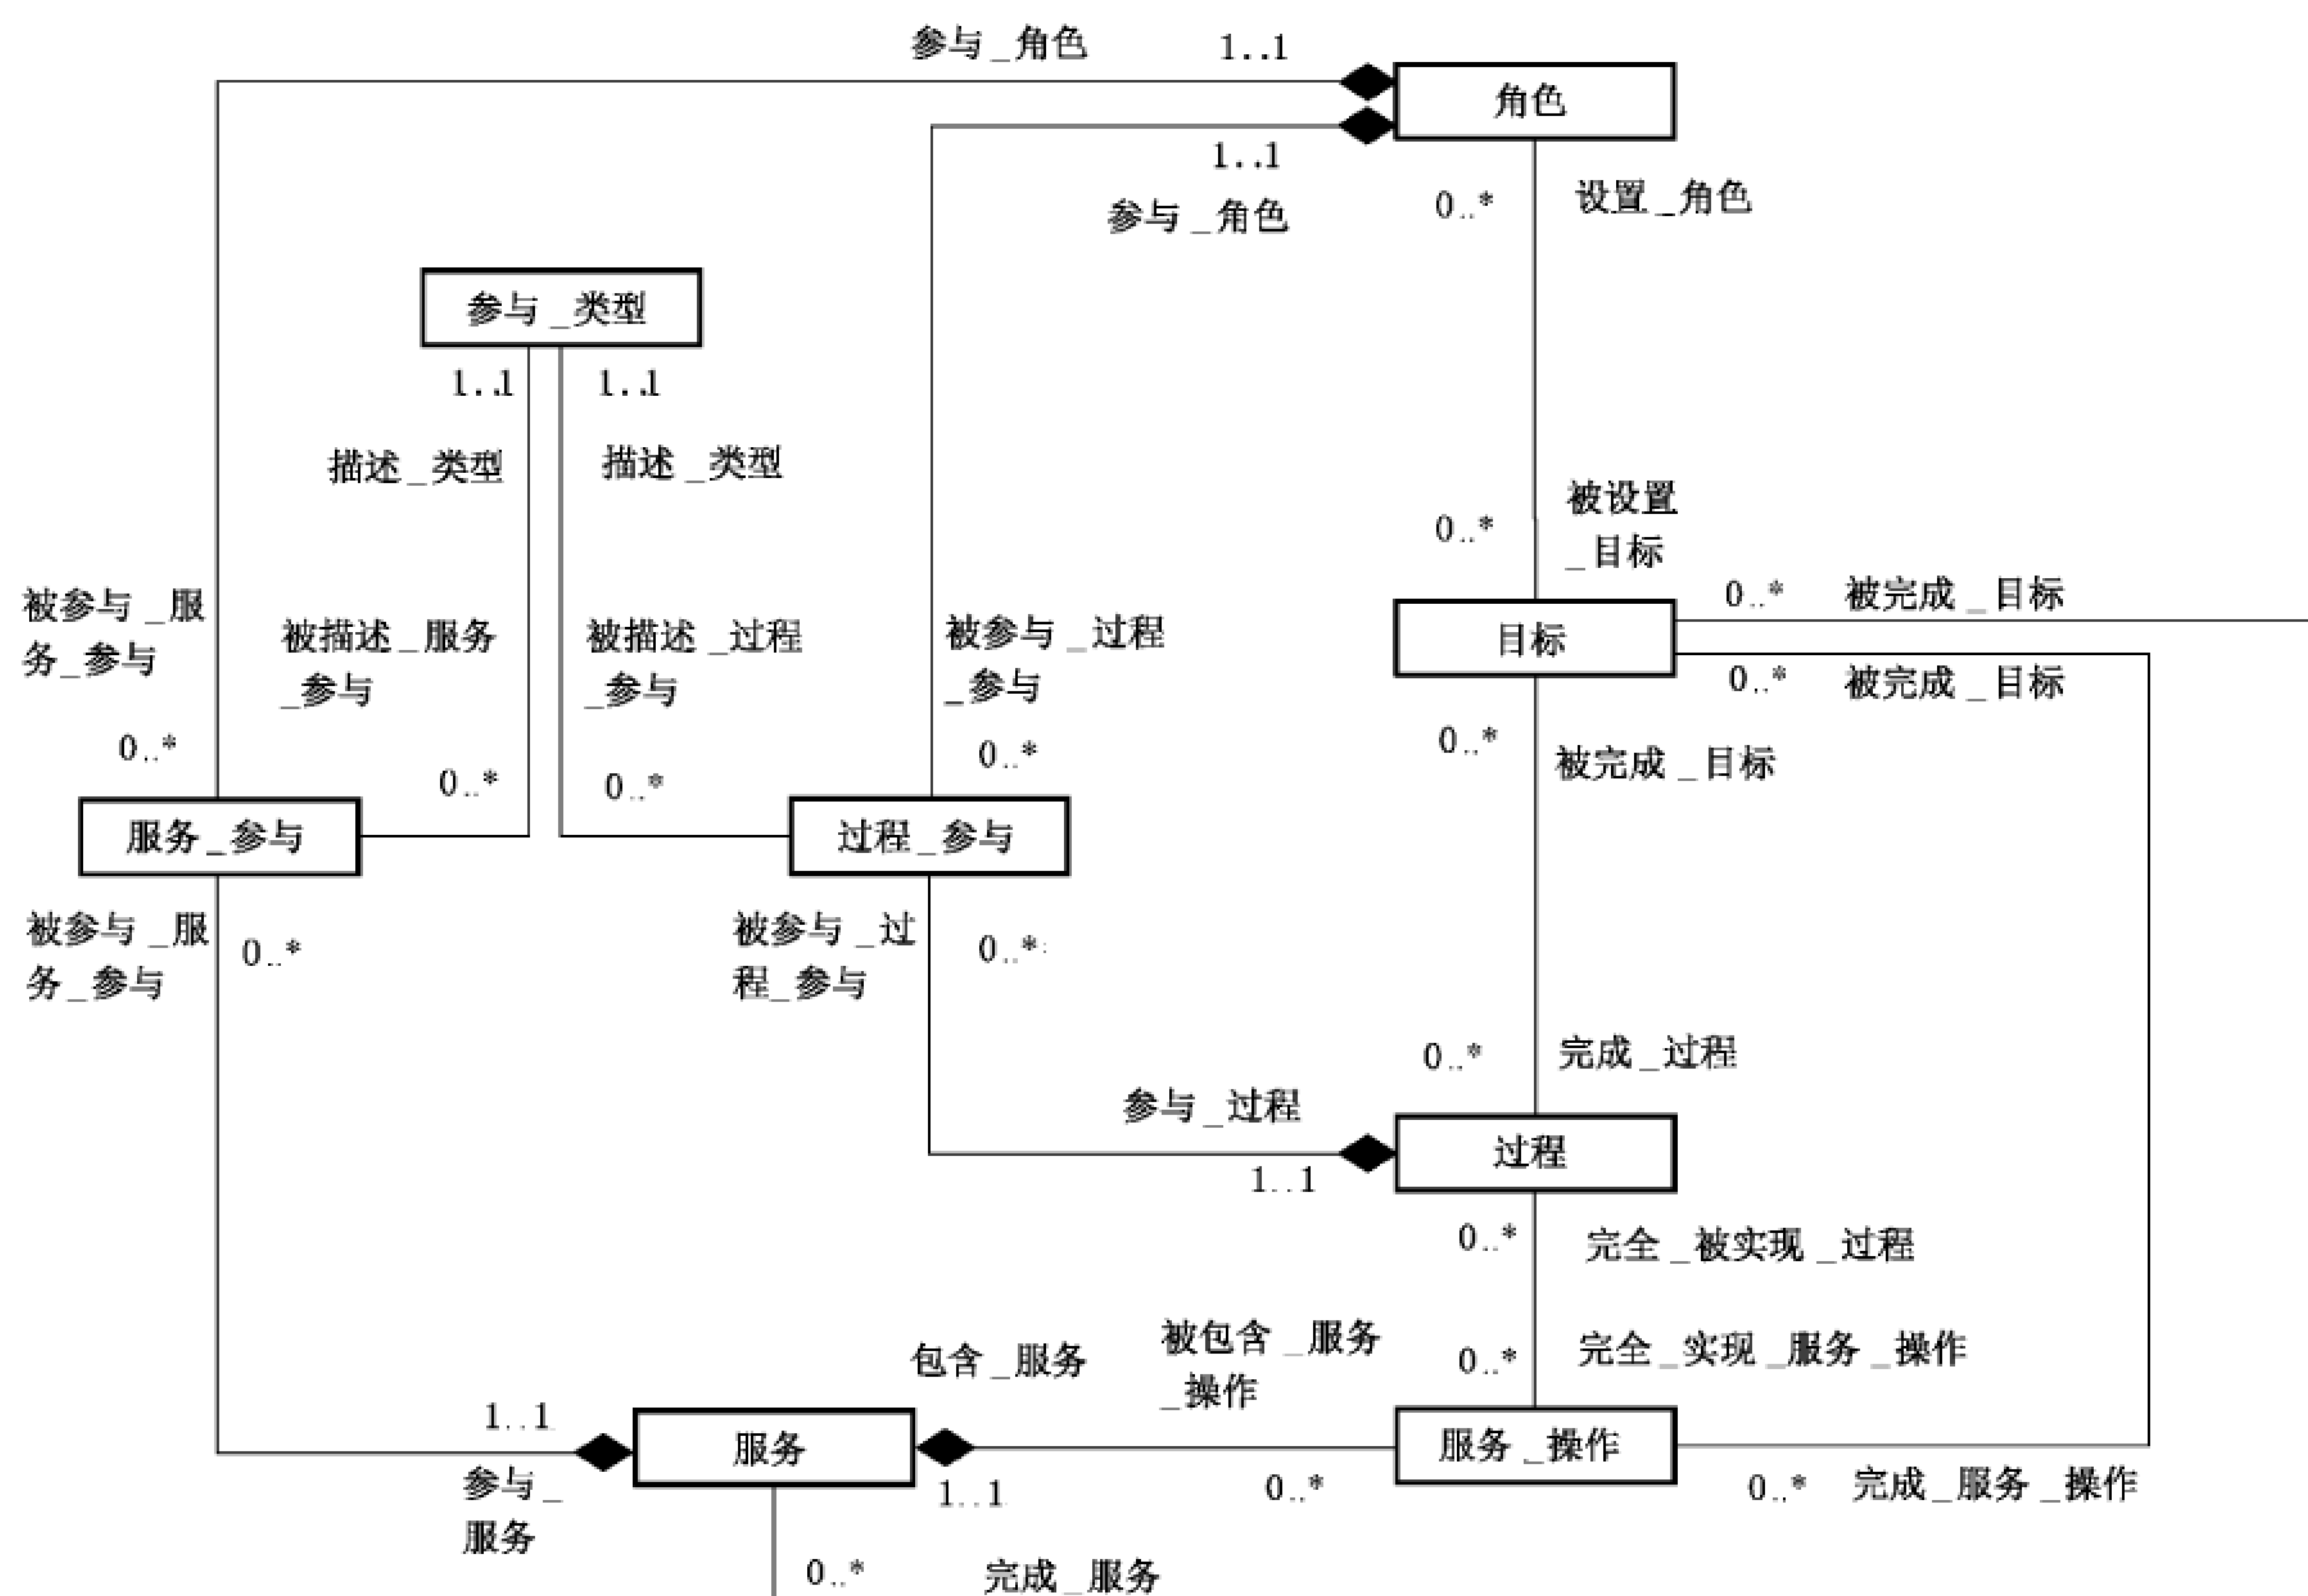 参与_角色
1..1
角色
1..1
参与_角色
0..*
设置_角色
参与_类型
1..1
1..1
描述_类型
描述_类型
被设置
_目标
0..*
0..*
被完成_目标
被参与_服
务_参与
被描述_服务
_参与
被描述_过程
_参与
被参与_过程
_参与
目标
0..*
被完成_目标
0..*
0..*
0..*
0..*
0..*
被完成_目标
服务_参与
过程_参与
被参与_服
务_参与
0..*
被参与_过
程_参与
0..*
0..*
完成_过程
参与_过程
1..1
过程
0..*
完全_被实现_过程
包含_服务
被包含_服务
_操作
0..*
完全_实现_服务_操作
1..1
服务
服务_操作
参与_
服务
1..1
0..*
0..*
完成_服务_操作
0..*
完成_服务